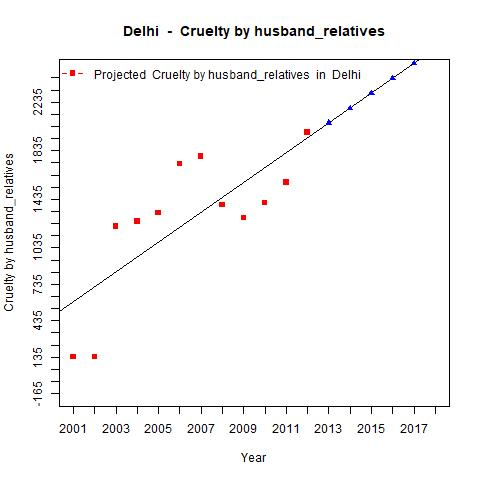 Delhi - Cruelty by husband_relatives
Projected Cruelty by husband_relatives in Delhi
Cruelty by husband_relatives
2235
1835
1435
1035
735
435
135
-165
2001 2003 2005 2007 2009 2011 2013 2015 2017
Year